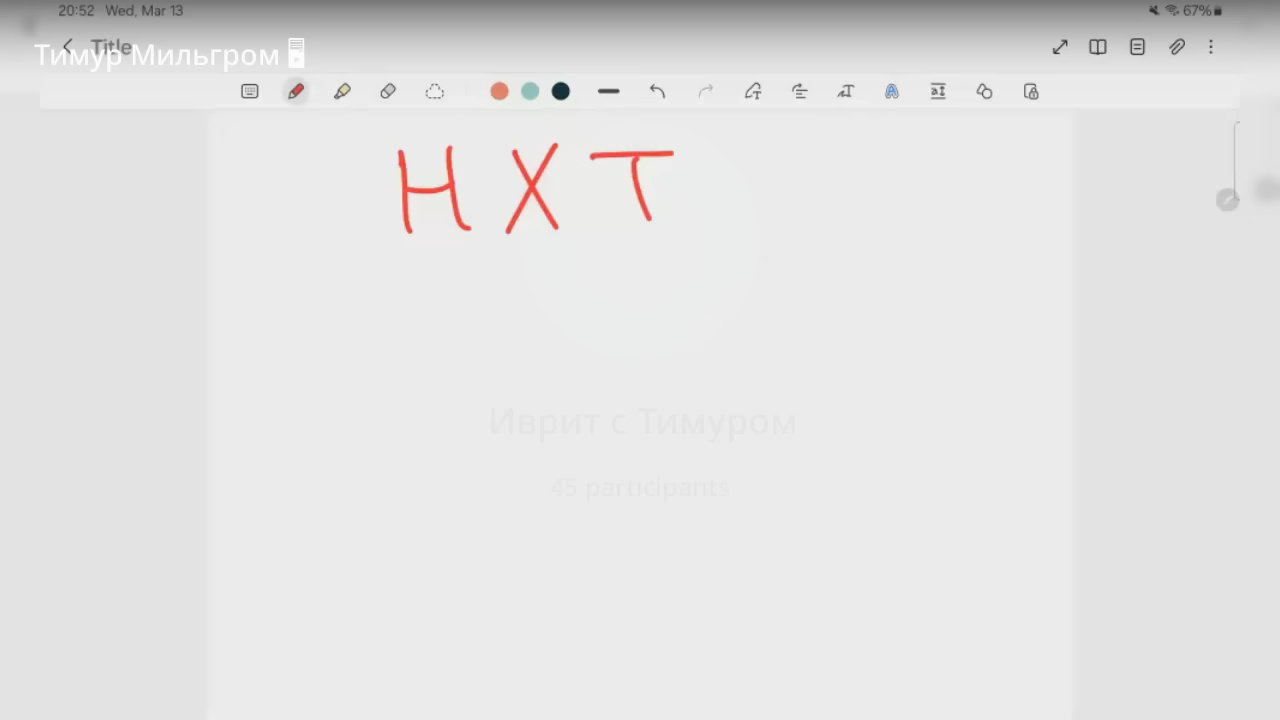 20:52 Wed, Mar 13 67%
Title
Тимур Мильгром
H X T
Иврит с Тимуром
45 participants